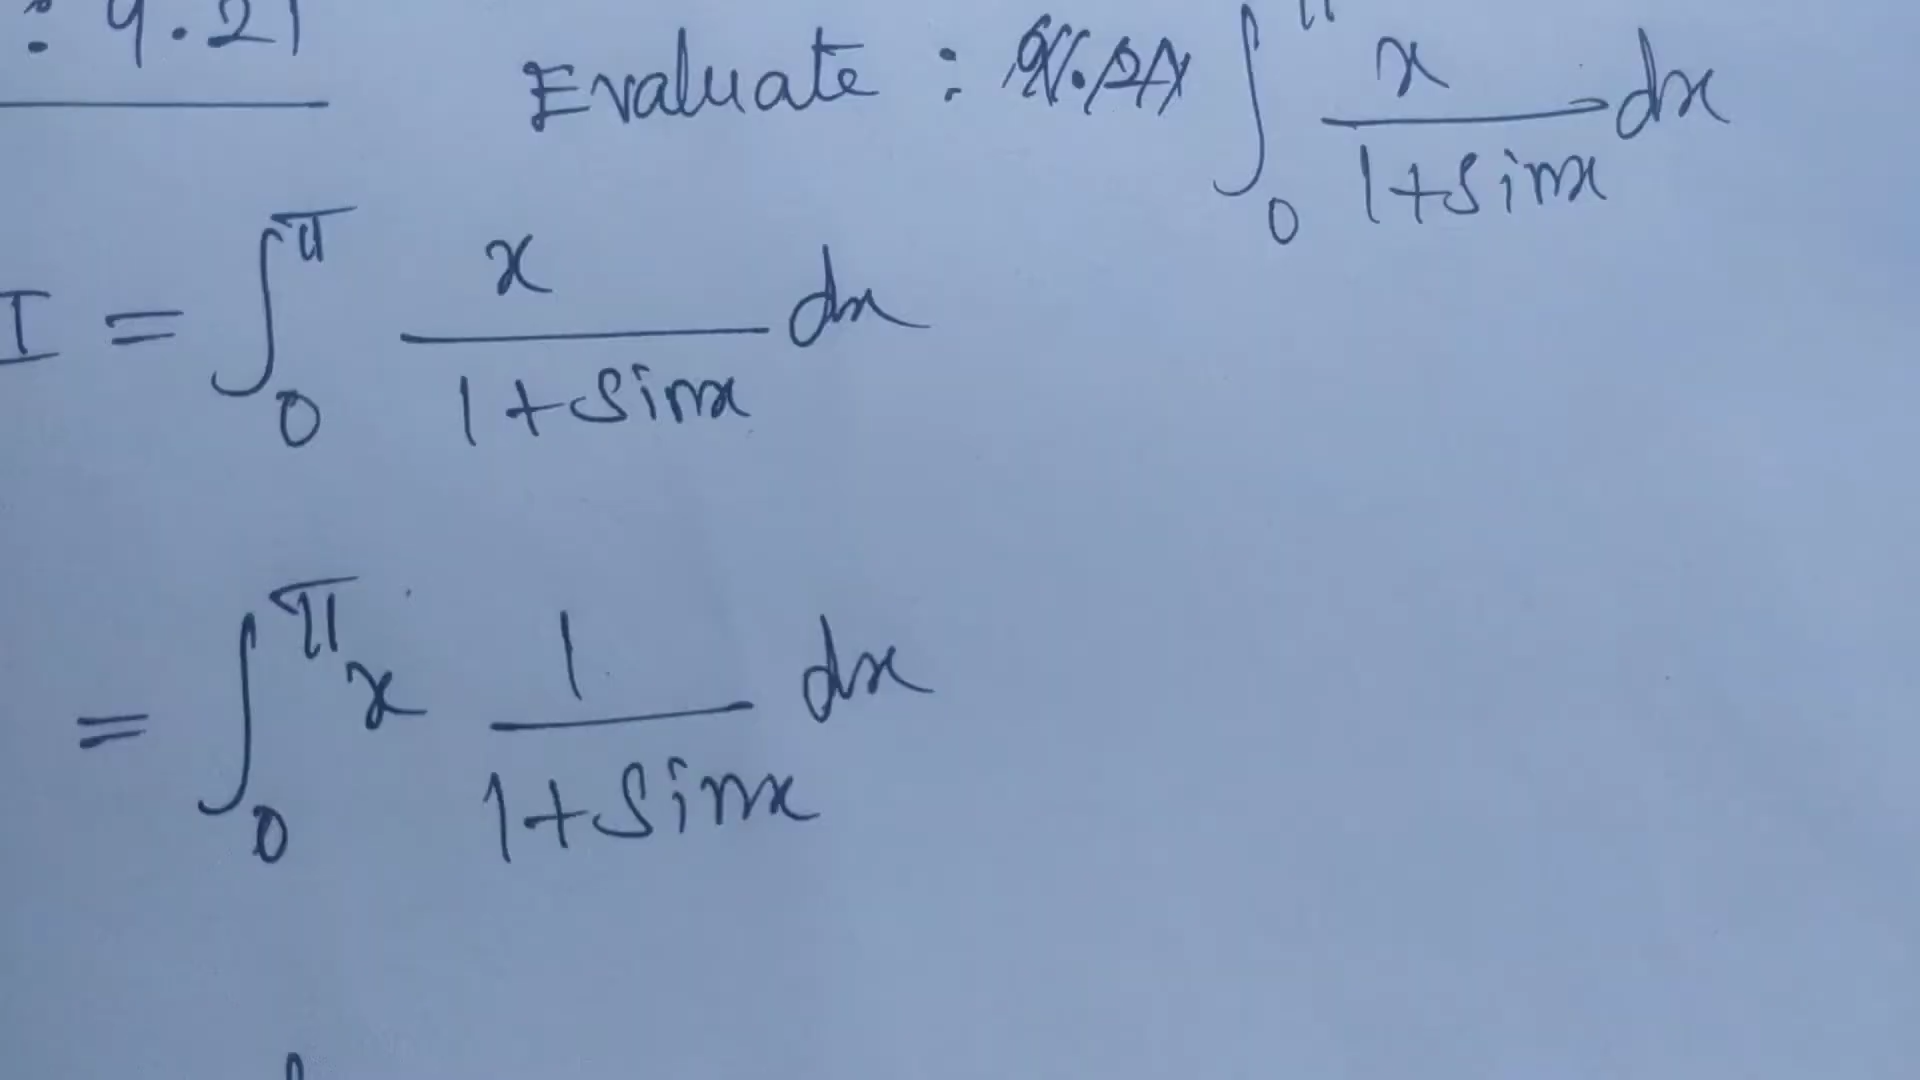 : 9.21
Evaluate : ∫₀^π x/(1+sinx) dx
I = ∫₀^π x/(1+sinx) dx
= ∫₀^π x 1/(1+sinx) dx